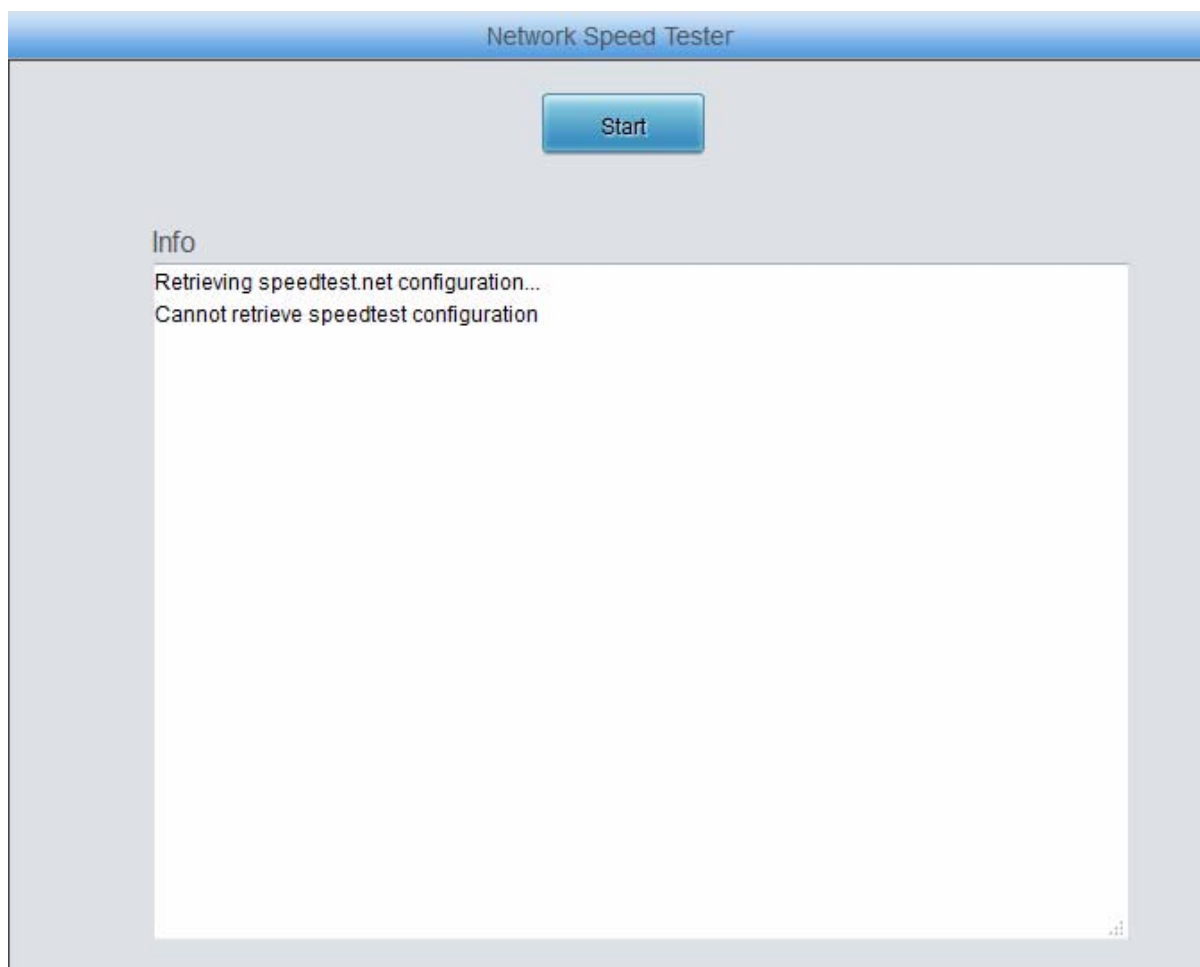 Network Speed Tester
Start
Info
Retrieving speedtest.net configuration...
Cannot retrieve speedtest configuration